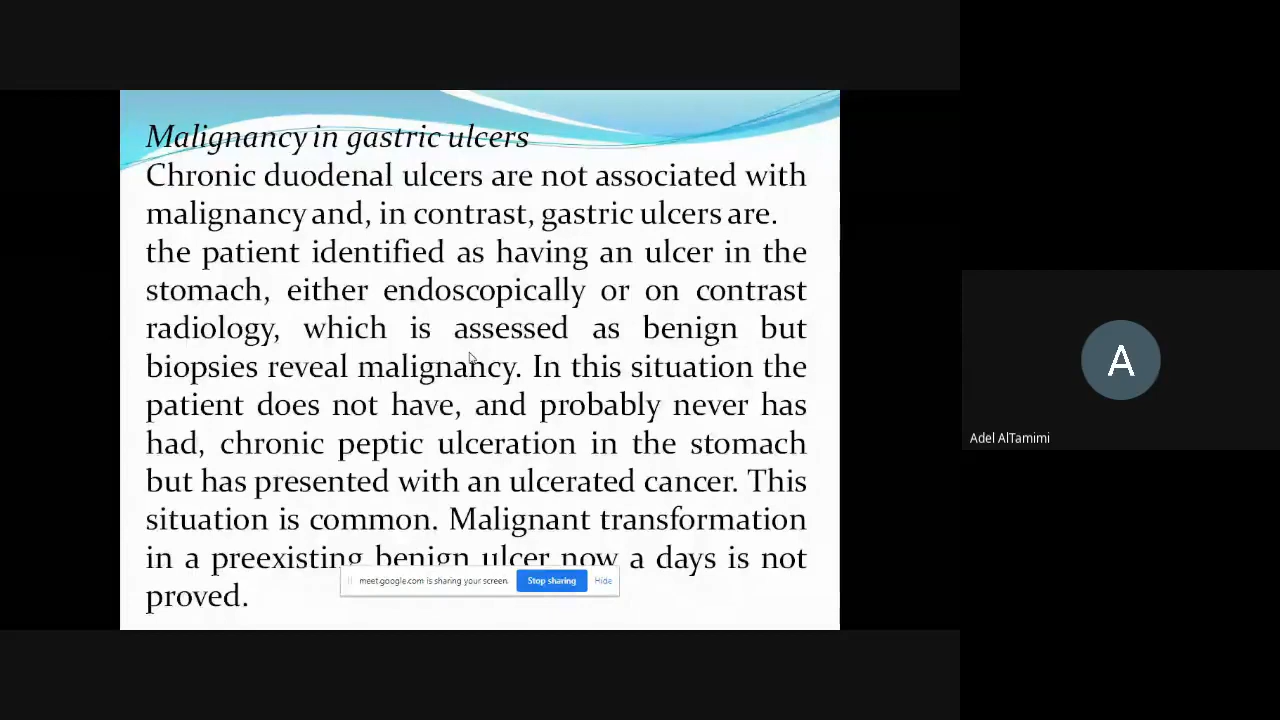 Malignancy in gastric ulcers
Chronic duodenal ulcers are not associated with
malignancy and, in contrast, gastric ulcers are.
the patient identified as having an ulcer in the
stomach, either endoscopically or on contrast
radiology, which is assessed as benign but
biopsies reveal malignancy. In this situation the
patient does not have, and probably never has
had, chronic peptic ulceration in the stomach
but has presented with an ulcerated cancer. This
situation is common. Malignant transformation
in a preexisting benign ulcer now a days is not
proved.
meet.google.com is sharing your screen.
Stop sharing
Hide
A
Adel AlTamimi